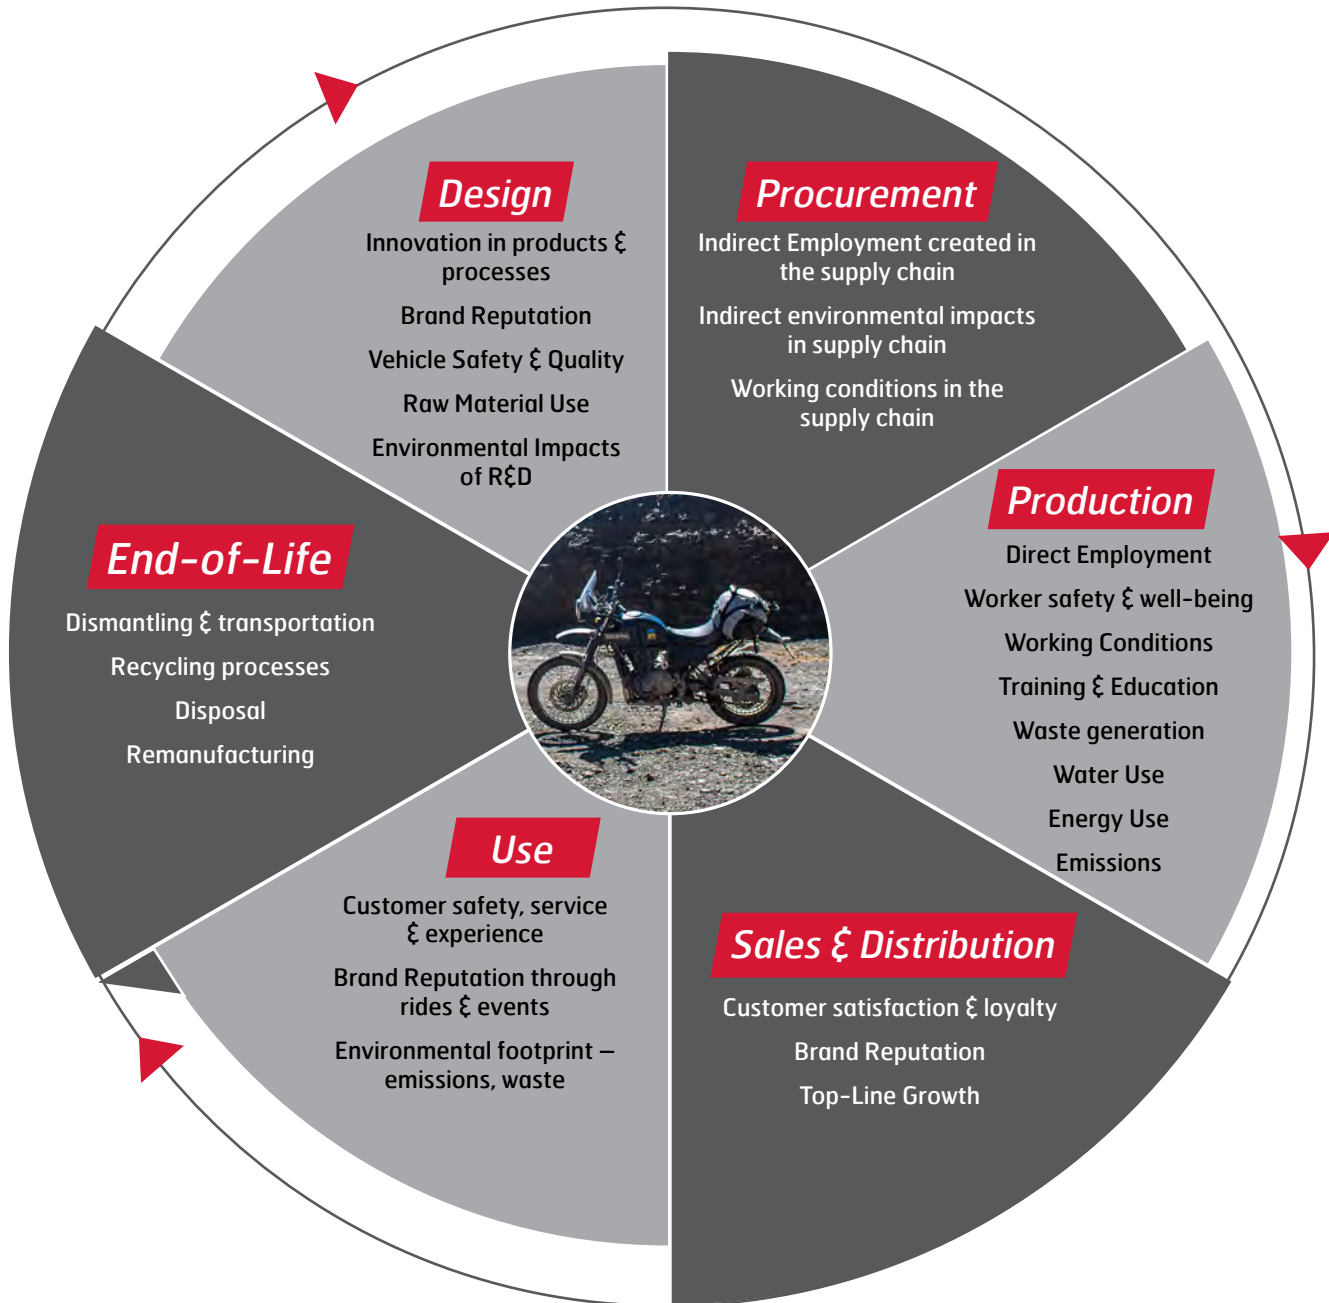 Design
Innovation in products &
processes
Brand Reputation
Vehicle Safety & Quality
Raw Material Use
Environmental Impacts
of R&D
Procurement
Indirect Employment created in
the supply chain
Indirect environmental impacts
in supply chain
Working conditions in the
supply chain
Production
Direct Employment
Worker safety & well-being
Working Conditions
Training & Education
Waste generation
Water Use
Energy Use
Emissions
Sales & Distribution
Customer satisfaction & loyalty
Brand Reputation
Top-Line Growth
Use
Customer safety, service
& experience
Brand Reputation through
rides & events
Environmental footprint –
emissions, waste
End-of-Life
Dismantling & transportation
Recycling processes
Disposal
Remanufacturing